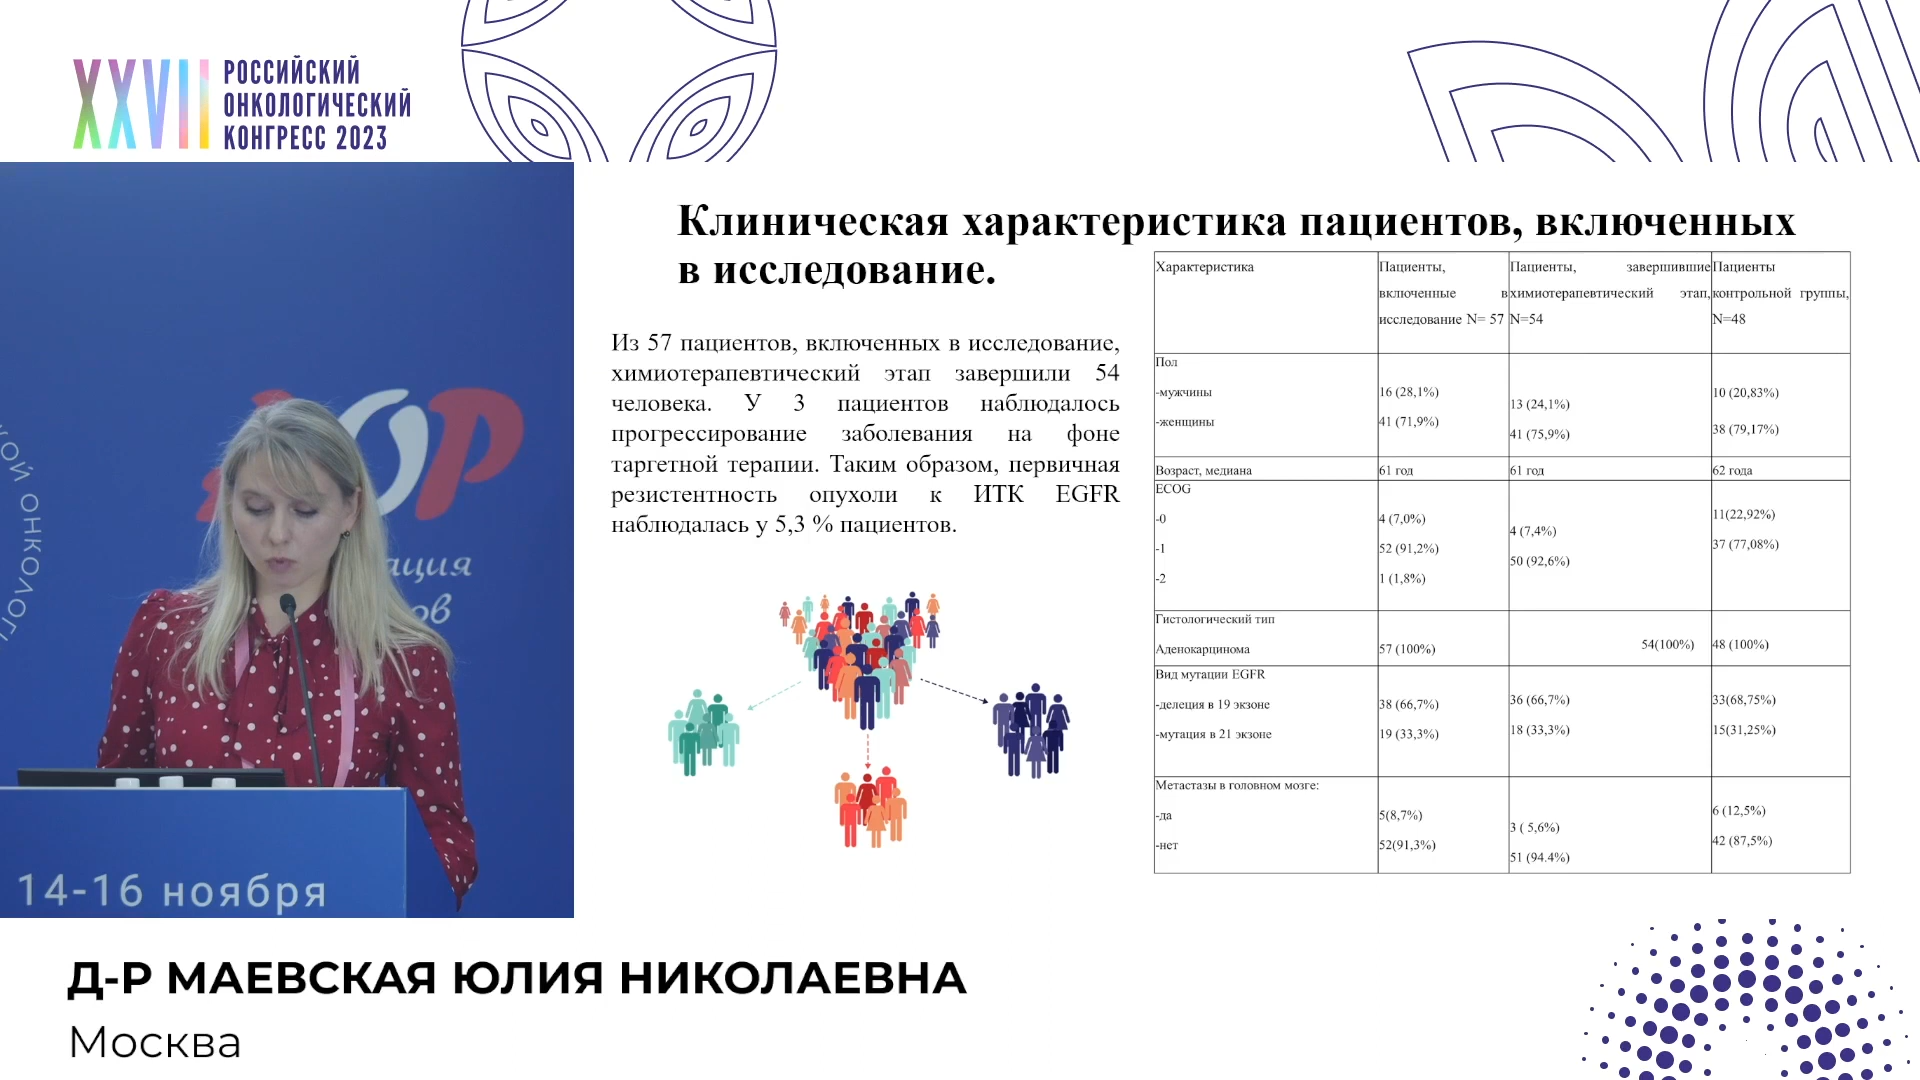 XXVII
РОССИЙСКИЙ
ОНКОЛОГИЧЕСКИЙ
КОНГРЕСС 2023
Клиническая характеристика пациентов, включенных
в исследование.
Из 57 пациентов, включенных в исследование,
химиотерапевтический этап завершили 54
человека. У 3 пациентов наблюдалось
прогрессирование заболевания на фоне
таргетной терапии. Таким образом, первичная
резистентность опухоли к ИТК EGFR
наблюдалась у 5,3 % пациентов.
Характеристика
Пациенты,
включенные в
исследование N= 57
Пациенты, завершившие
химиотерапевтический этап,
N=54
Пациенты
контрольной группы,
N=48
Пол
-мужчины
-женщины
16 (28,1%)
41 (71,9%)
13 (24,1%)
41 (75,9%)
10 (20,83%)
38 (79,17%)
Возраст, медиана
61 год
61 год
62 года
ECOG
-0
-1
-2
4 (7,0%)
52 (91,2%)
1 (1,8%)
4 (7,4%)
50 (92,6%)
11(22,92%)
37 (77,08%)
Гистологический тип
Аденокарцинома
57 (100%)
54(100%)
48 (100%)
Вид мутации EGFR
-делеция в 19 экзоне
-мутация в 21 экзоне
38 (66,7%)
19 (33,3%)
36 (66,7%)
18 (33,3%)
33(68,75%)
15(31,25%)
Метастазы в головном мозге:
-да
-нет
5(8,7%)
52(91,3%)
3 ( 5,6%)
51 (94.4%)
6 (12,5%)
42 (87,5%)
ОР
ация
ов
ОЙ ОНКОЛОГ
14-16 ноября
Д-Р МАЕВСКАЯ ЮЛИЯ НИКОЛАЕВНА
Москва